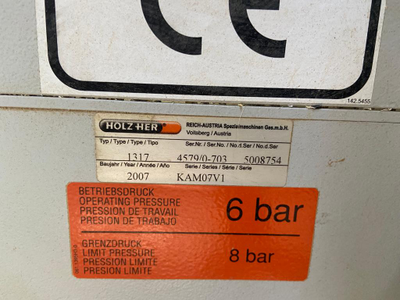 CE
142.5455
HOLZ-HER REICH-AUSTRIA Spezialmaschinen Ges.m.b.H.
Voitsberg / Austria
Typ / Type / Type / Tipo Ser.Nr. / Ser.No. / No.d.Ser / No.d.Ser
1317 4579/0-703 5008754
Baujahr / Year / Année / Año Serie / Series / Série / Serie
2007 KAM07V1
BETRIEBSDRUCK
OPERATING PRESSURE
PRESSION DE TRAVAIL
PRESION DE TRABAJO
6 bar
GRENZDRUCK
LIMIT PRESSURE
PRESSION LIMITE
PRESION LIMITE
8 bar